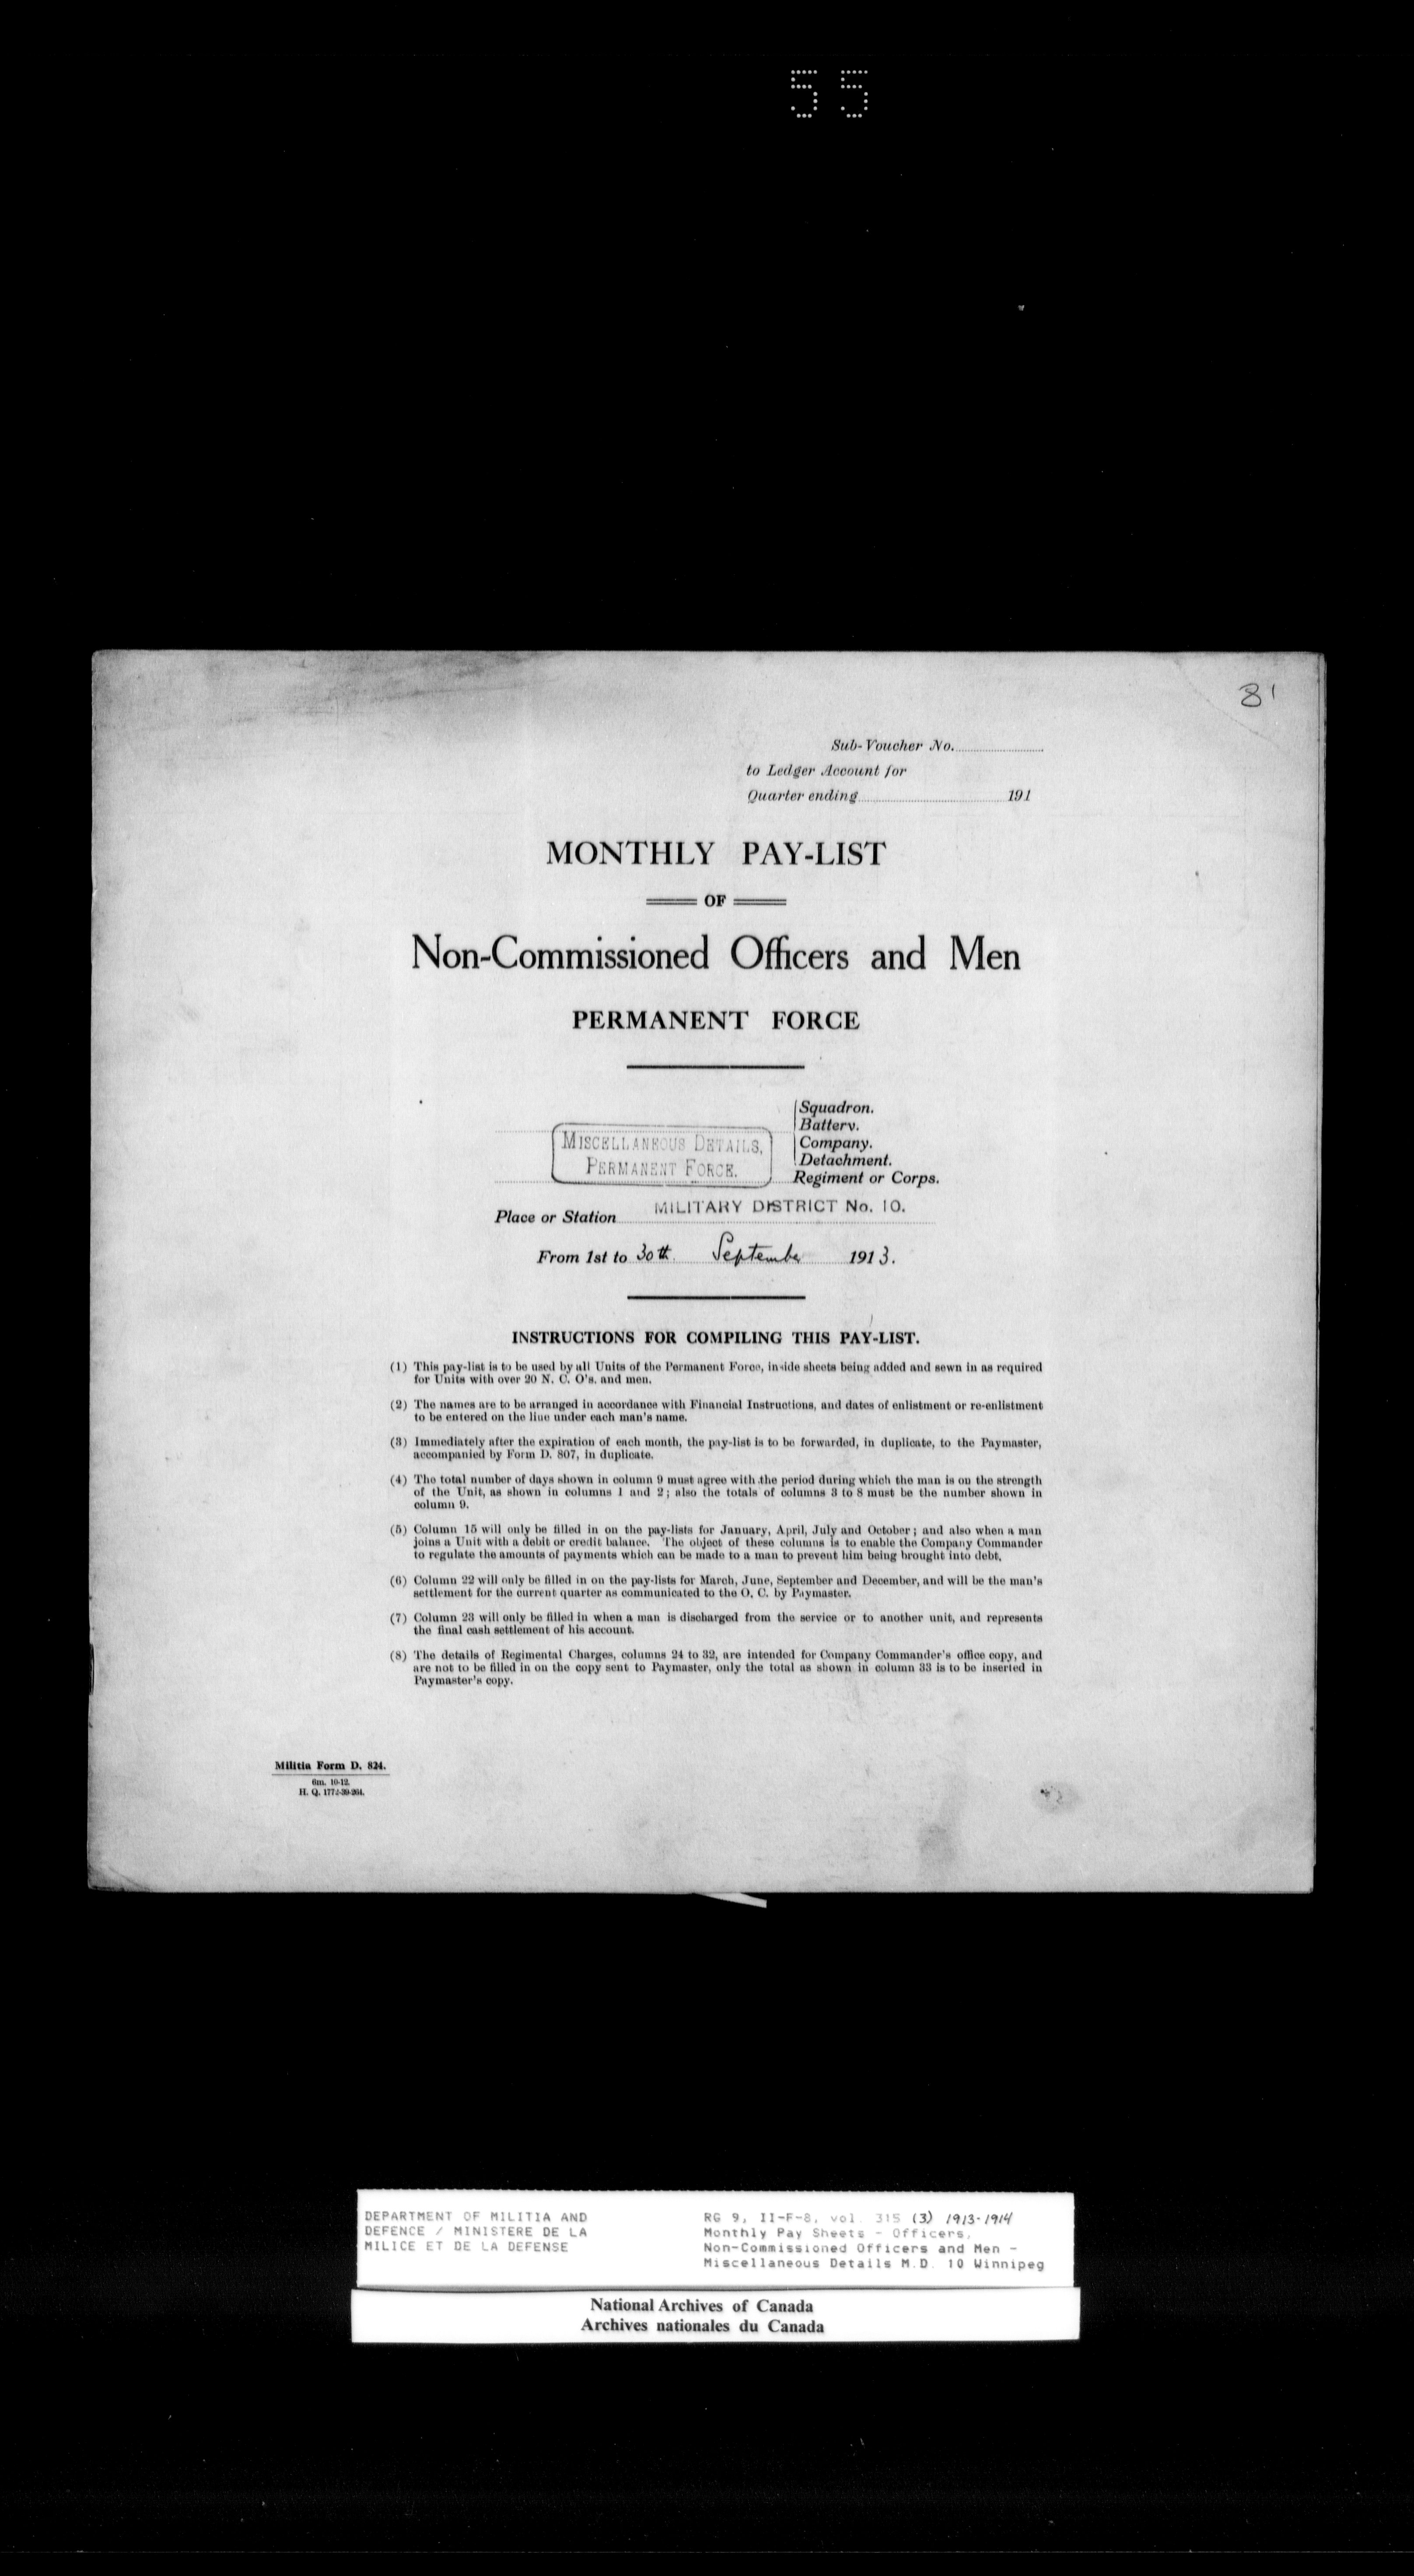 55
8'
Sub-Voucher No.
to Ledger Account for
Quarter ending 191
MONTHLY PAY-LIST
OF
Non-Commissioned Officers and Men
PERMANENT FORCE
Squadron.
Battery.
MISCELLANEOUS DETAILS, Company.
PERMANENT FORCE. Detachment.
Regiment or Corps.
Place or Station MILITARY DISTRICT No. 10.
From 1st to 30th September 1913.
INSTRUCTIONS FOR COMPILING THIS PAY-LIST.
(1) This pay-list is to be used by all Units of the Permanent Force, inside sheets being added and sewn in as required
for Units with over 20 N. C. O's. and men.
(2) The names are to be arranged in accordance with Financial Instructions, and dates of enlistment or re-enlistment
to be entered on the line under each man's name.
(3) Immediately after the expiration of each month, the pay-list is to be forwarded, in duplicate, to the Paymaster,
accompanied by Form D. 807, in duplicate.
(4) The total number of days shown in column 9 must agree with the period during which the man is on the strength
of the Unit, as shown in columns 1 and 2; also the totals of columns 3 to 8 must be the number shown in
column 9.
(5) Column 15 will only be filled in on the pay-lists for January, April, July and October; and also when a man
joins a Unit with a debit or credit balance. The object of these columns is to enable the Company Commander
to regulate the amounts of payments which can be made to a man to prevent him being brought into debt.
(6) Column 22 will only be filled in on the pay-lists for March, June, September and December, and will be the man's
settlement for the current quarter as communicated to the O. C. by Paymaster.
(7) Column 23 will only be filled in when a man is discharged from the service or to another unit, and represents
the final cash settlement of his account.
(8) The details of Regimental Charges, columns 24 to 32, are intended for Company Commander's office copy, and
are not to be filled in on the copy sent to Paymaster, only the total as shown in column 33 is to be inserted in
Paymaster's copy.
Militia Form D. 824.
6m. 10-12.
H. Q. 1772-39-264.
DEPARTMENT OF MILITIA AND
DEFENCE / MINISTERE DE LA
MILICE ET DE LA DEFENSE
RG 9, II-F-8, vol. 315 (3) 1913-1914
Monthly Pay Sheets - Officers,
Non-Commissioned Officers and Men -
Miscellaneous Details M.D. 10 Winnipeg
National Archives of Canada
Archives nationales du Canada